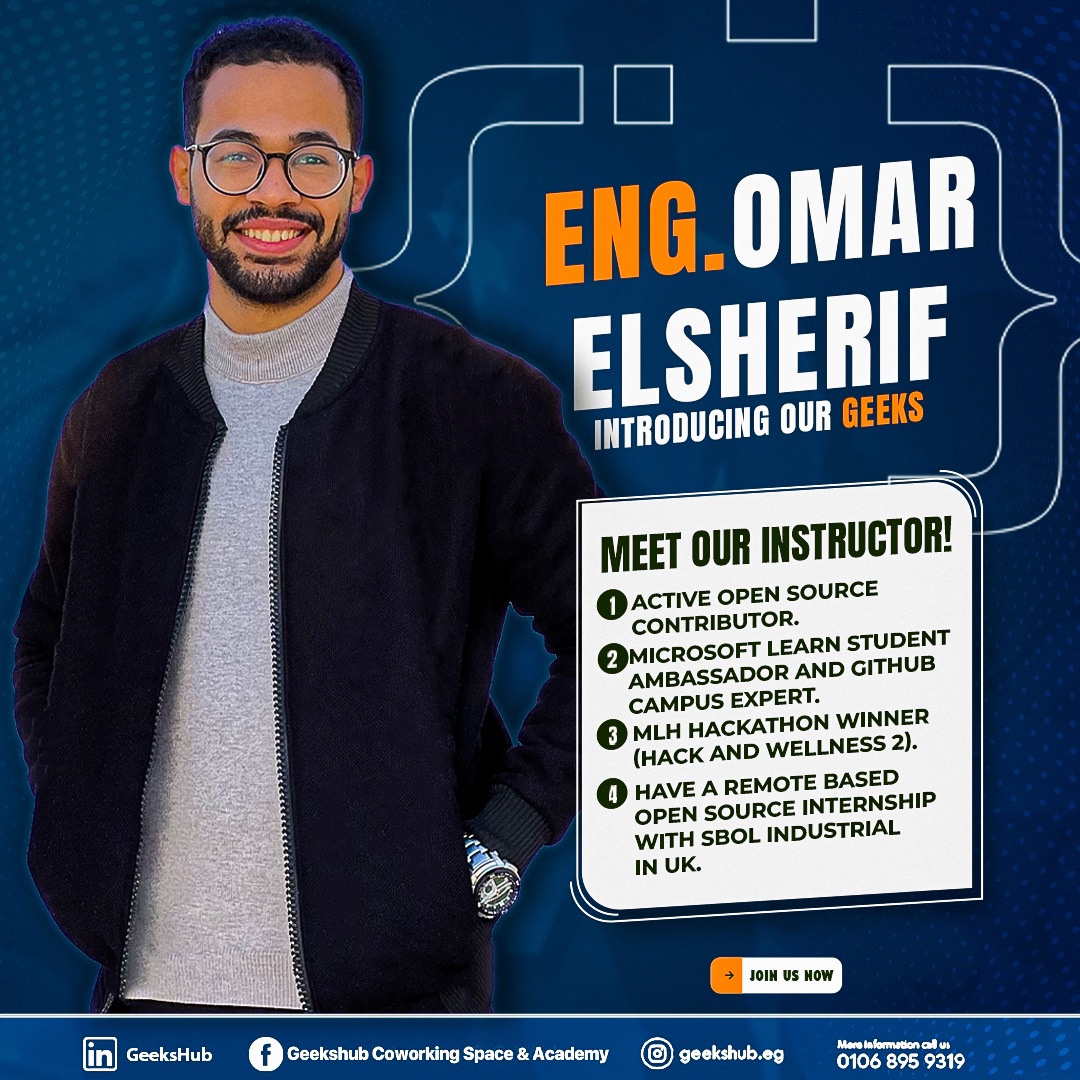 ENG.OMAR
ELSHERIF
INTRODUCING OUR GEEKS
MEET OUR INSTRUCTOR!
1 ACTIVE OPEN SOURCE
CONTRIBUTOR.
2 MICROSOFT LEARN STUDENT
AMBASSADOR AND GITHUB
CAMPUS EXPERT.
3 MLH HACKATHON WINNER
(HACK AND WELLNESS 2).
4 HAVE A REMOTE BASED
OPEN SOURCE INTERNSHIP
WITH SBOL INDUSTRIAL
IN UK.
→ JOIN US NOW
in GeeksHub
f Geekshub Coworking Space & Academy
geekshub.eg
More Information call us
0106 895 9319